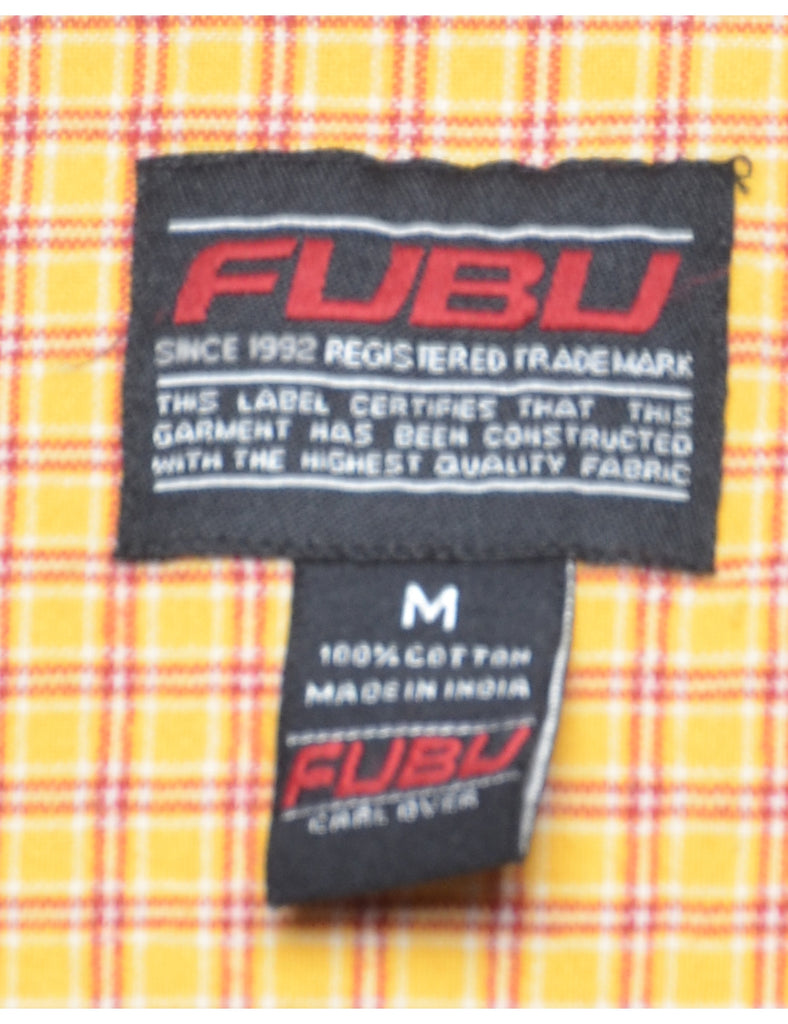 FUBU
SINCE 1992 REGISTERED TRADEMARK
THIS LABEL CERTIFIES THAT THIS
GARMENT HAS BEEN CONSTRUCTED
WITH THE HIGHEST QUALITY FABRIC
M
100% COTTON
MADE IN INDIA
FUBU